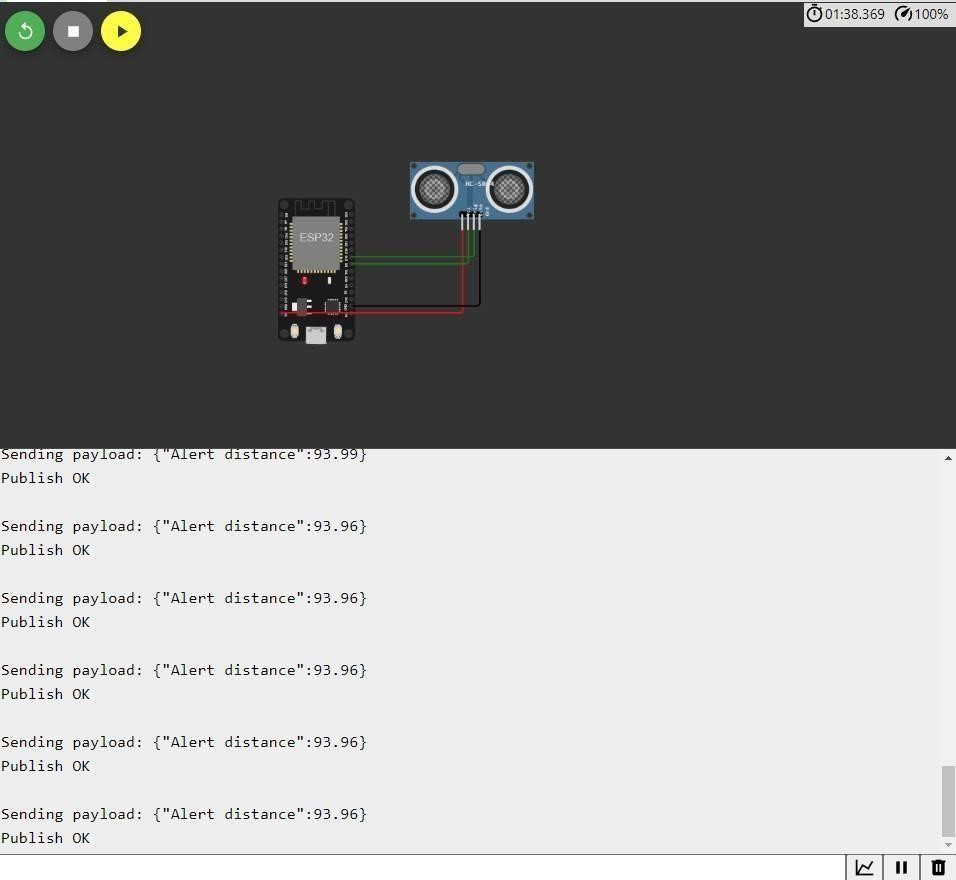 01:38.369 100%
HC-SR04
ESP32
Sending payload: {"Alert distance":93.99}
Publish OK
Sending payload: {"Alert distance":93.96}
Publish OK
Sending payload: {"Alert distance":93.96}
Publish OK
Sending payload: {"Alert distance":93.96}
Publish OK
Sending payload: {"Alert distance":93.96}
Publish OK
Sending payload: {"Alert distance":93.96}
Publish OK